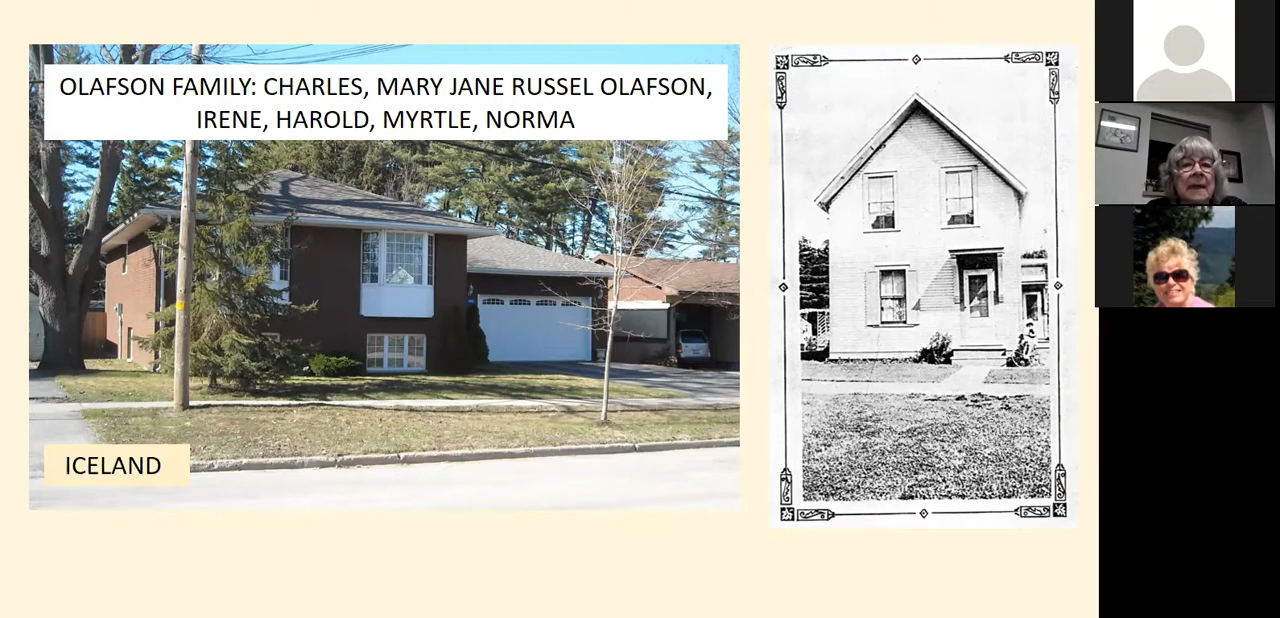 OLAFSON FAMILY: CHARLES, MARY JANE RUSSEL OLAFSON,
IRENE, HAROLD, MYRTLE, NORMA
ICELAND